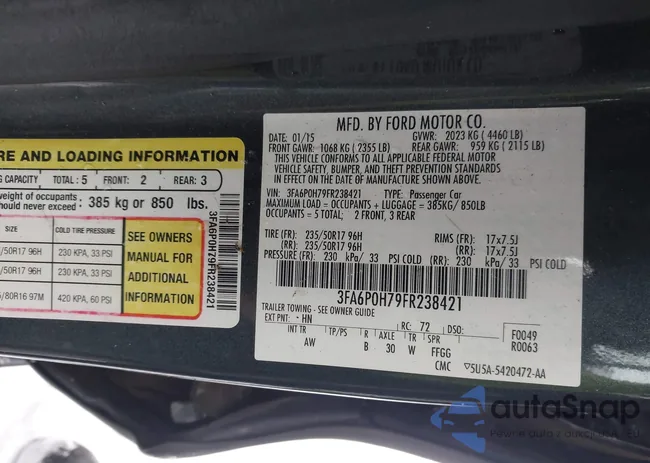 RE AND LOADING INFORMATION
G CAPACITY TOTAL: 5 FRONT: 2 REAR: 3
weight of occupants.
hould never exceed - 385 kg or 850 lbs.
SIZE COLD TIRE PRESSURE
/50R17 96H 230 KPA, 33 PSI
/50R17 96H 230 KPA, 33 PSI
/80R16 97M 420 KPA, 60 PSI
SEE OWNERS
MANUAL FOR
ADDITIONAL
INFORMATION
3FA6P0H79FR238421
MFD. BY FORD MOTOR CO.
DATE: 01/15 GVWR: 2023 KG ( 4460 LB)
FRONT GAWR: 1068 KG ( 2355 LB) REAR GAWR: 959 KG ( 2115 LB)
THIS VEHICLE CONFORMS TO ALL APPLICABLE FEDERAL MOTOR
VEHICLE SAFETY, BUMPER, AND THEFT PREVENTION STANDARDS
IN EFFECT ON THE DATE OF MANUFACTURE SHOWN ABOVE.
VIN: 3FA6P0H79FR238421 TYPE: Passenger Car
MAXIMUM LOAD = OCCUPANTS + LUGGAGE = 385KG/ 850LB
OCCUPANTS = 5 TOTAL; 2 FRONT, 3 REAR
TIRE (FR): 235/50R17 96H RIMS (FR): 17x7.5J
(RR): 235/50R17 96H (RR): 17x7.5J
PRESSURE (FR): 230 kPa/ 33 PSI COLD (RR): 230 kPa/ 33 PSI COLD
3FA6P0H79FR238421
TRAILER TOWING - SEE OWNER GUIDE
EXT PNT: - HN RC: 72 DSO: F0049
R0063
INT TR TP/PS R AXLE TR SPR
AW B 30 W FFGG
CMC 5U5A-5420472-AA
autoSnap